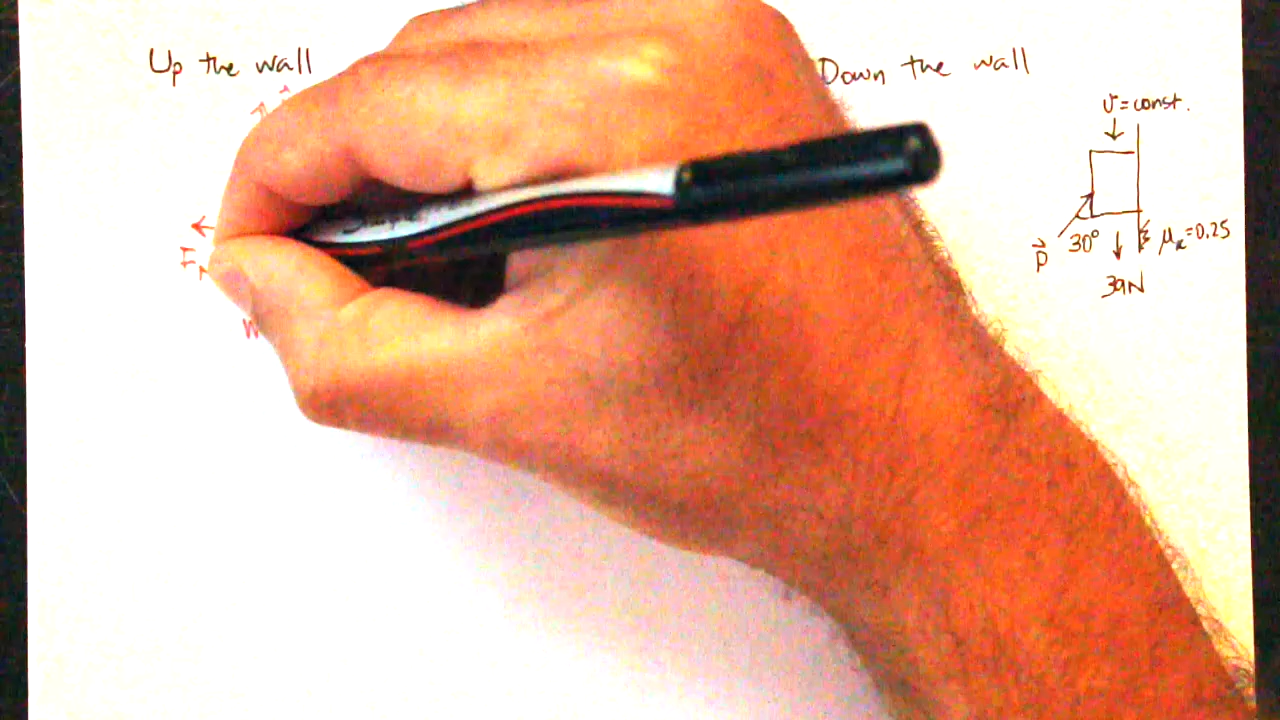 Up the wall
Down the wall
v = const.
30°
μk = 0.25
P
39N
F
W